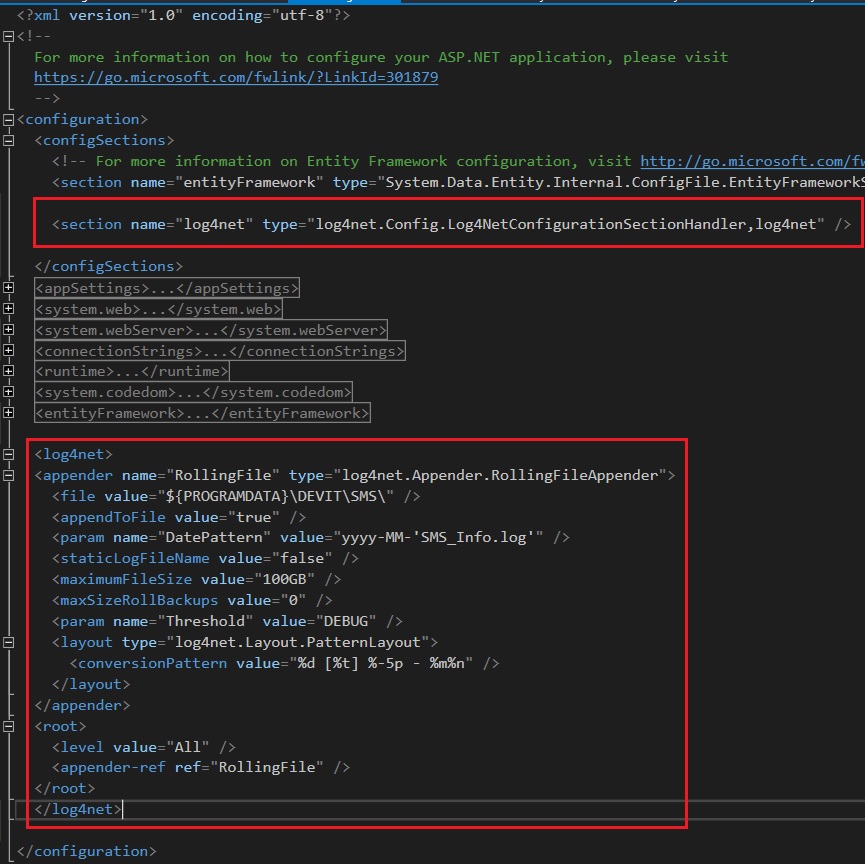 <?xml version="1.0" encoding="utf-8"?>
<!--
For more information on how to configure your ASP.NET application, please visit
https://go.microsoft.com/fwlink/?LinkId=301879
-->
<configuration>
<configSections>
<!-- For more information on Entity Framework configuration, visit http://go.microsoft.com/fw
<section name="entityFramework" type="System.Data.Entity.Internal.ConfigFile.EntityFrameworkS
<section name="log4net" type="log4net.Config.Log4NetConfigurationSectionHandler,log4net" />
</configSections>
<appSettings>...</appSettings>
<system.web>...</system.web>
<system.webServer>...</system.webServer>
<connectionStrings>...</connectionStrings>
<runtime>...</runtime>
<system.codedom>...</system.codedom>
<entityFramework>...</entityFramework>
<log4net>
<appender name="RollingFile" type="log4net.Appender.RollingFileAppender">
<file value="${PROGRAMDATA}\DEVIT\SMS\" />
<appendToFile value="true" />
<param name="DatePattern" value="yyyy-MM-'SMS_Info.log'" />
<staticLogFileName value="false" />
<maximumFileSize value="100GB" />
<maxSizeRollBackups value="0" />
<param name="Threshold" value="DEBUG" />
<layout type="log4net.Layout.PatternLayout">
<conversionPattern value="%d [%t] %-5p - %m%n" />
</layout>
</appender>
<root>
<level value="All" />
<appender-ref ref="RollingFile" />
</root>
</log4net>
</configuration>